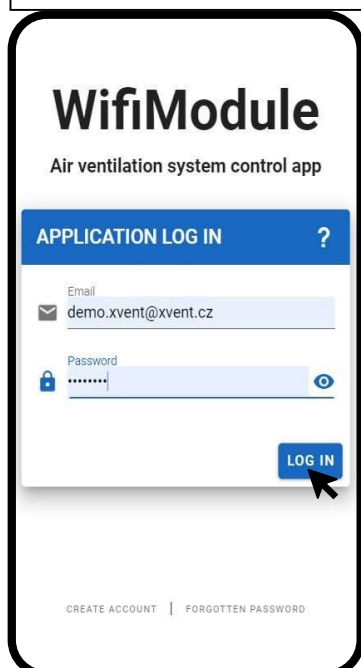 WifiModule
Air ventilation system control app
APPLICATION LOG IN ?
Email
demo.xvent@xvent.cz
Password
••••••••
LOG IN
CREATE ACCOUNT | FORGOTTEN PASSWORD